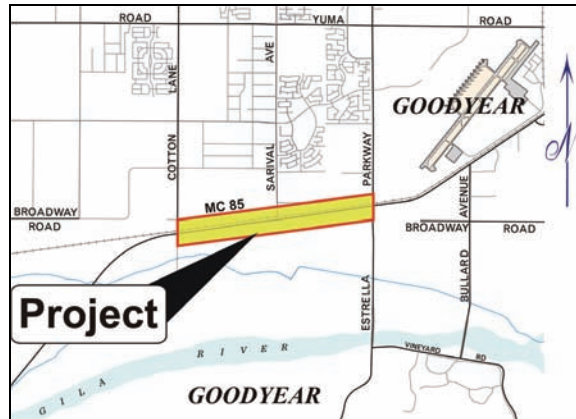 ROAD YUMA ROAD
LANE
AVE
GOODYEAR
COTTON
SARIVAL
PARKWAY
N
MC 85
BROADWAY
ROAD
AVENUE
BROADWAY ROAD
Project
ESTRELLA
BULLARD
VINEYARD RD
GILA RIVER
GOODYEAR